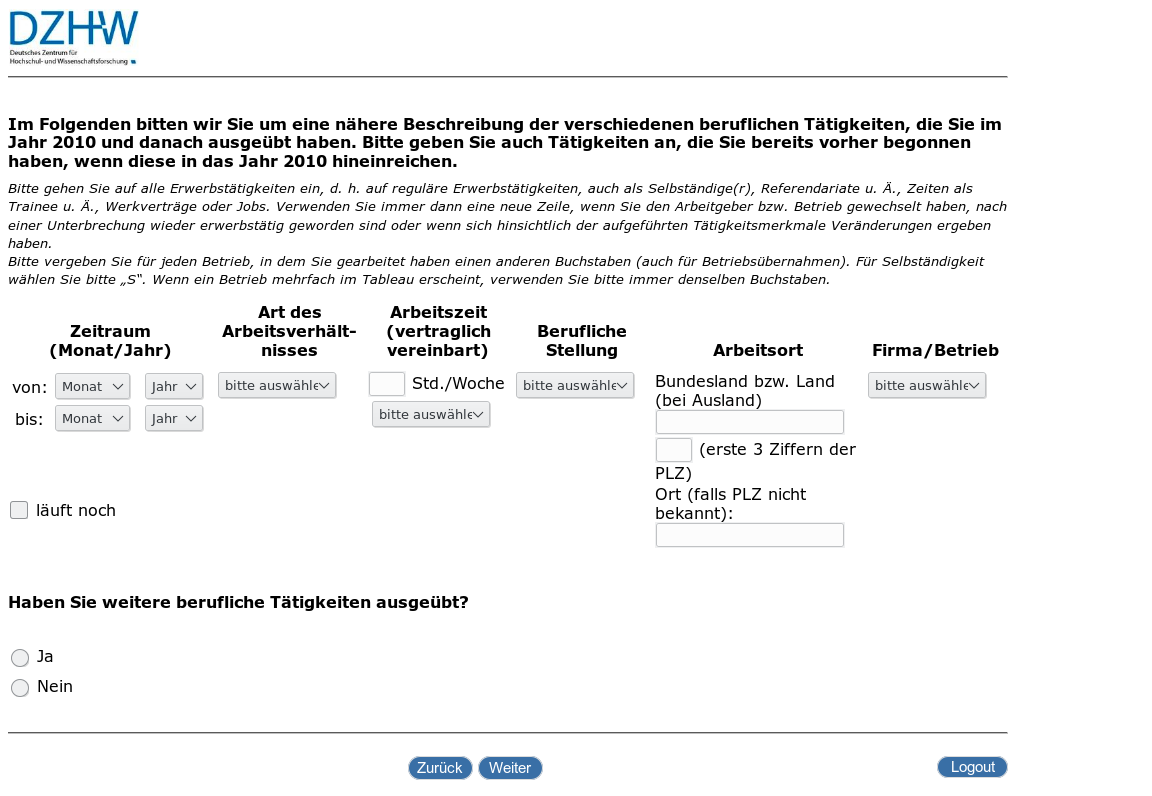 DZHW
Deutsches Zentrum für
Hochschul- und Wissenschaftsforschung
Im Folgenden bitten wir Sie um eine nähere Beschreibung der verschiedenen beruflichen Tätigkeiten, die Sie im
Jahr 2010 und danach ausgeübt haben. Bitte geben Sie auch Tätigkeiten an, die Sie bereits vorher begonnen
haben, wenn diese in das Jahr 2010 hineinreichen.
Bitte gehen Sie auf alle Erwerbstätigkeiten ein, d. h. auf reguläre Erwerbstätigkeiten, auch als Selbständige(r), Referendariate u. Ä., Zeiten als
Trainee u. Ä., Werkverträge oder Jobs. Verwenden Sie immer dann eine neue Zeile, wenn Sie den Arbeitgeber bzw. Betrieb gewechselt haben, nach
einer Unterbrechung wieder erwerbstätig geworden sind oder wenn sich hinsichtlich der aufgeführten Tätigkeitsmerkmale Veränderungen ergeben
haben.
Bitte vergeben Sie für jeden Betrieb, in dem Sie gearbeitet haben einen anderen Buchstaben (auch für Betriebsübernahmen). Für Selbständigkeit
wählen Sie bitte „S“. Wenn ein Betrieb mehrfach im Tableau erscheint, verwenden Sie bitte immer denselben Buchstaben.
Zeitraum
(Monat/Jahr)
Art des
Arbeitsverhält-
nisses
Arbeitszeit
(vertraglich
vereinbart)
Berufliche
Stellung
Arbeitsort
Firma/Betrieb
von: Monat Jahr
bis: Monat Jahr
läuft noch
bitte auswähle
Std./Woche
bitte auswähle
bitte auswähle
Bundesland bzw. Land
(bei Ausland)
(erste 3 Ziffern der
PLZ)
Ort (falls PLZ nicht
bekannt):
bitte auswähle
Haben Sie weitere berufliche Tätigkeiten ausgeübt?
Ja
Nein
Zurück Weiter Logout